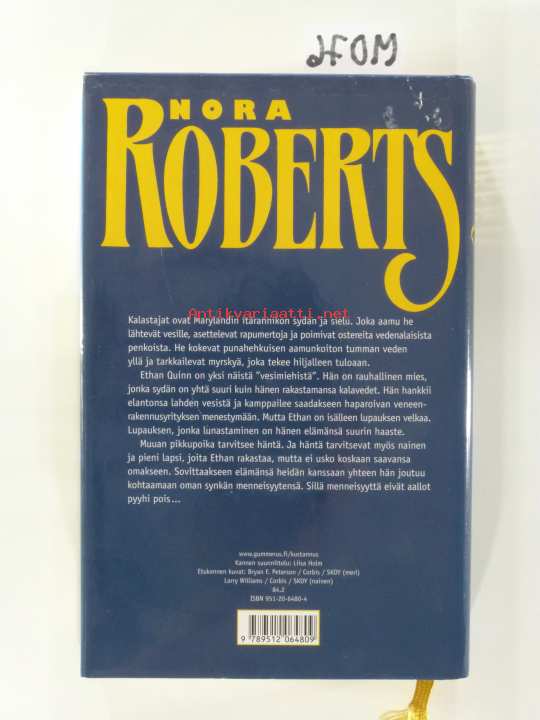 2FOM
NORA
ROBERTS
Antikvariaatti.net
Kalastajat ovat Marylandin itärannikon sydän ja sielu. Joka aamu he
lähtevät vesille, asettelevat rapumertoja ja poimivat ostereita vedenalaisista
penkoista. He kokevat punahehkuisen aamunkoiton tumman veden
yllä ja tarkkailevat myrskyä, joka tekee hiljalleen tuloaan.
Ethan Quinn on yksi näistä "vesimiehistä". Hän on rauhallinen mies,
jonka sydän on yhtä suuri kuin hänen rakastamansa kalavedet. Hän hankkii
elantonsa lahden vesistä ja kamppailee saadakseen haparoivan veneen-
rakennusyrityksen menestymään. Mutta Ethan on isälleen lupauksen velkaa.
Lupauksen, jonka lunastaminen on hänen elämänsä suurin haaste.
Muuan pikkupoika tarvitsee häntä. Ja häntä tarvitsevat myös nainen
ja pieni lapsi, joita Ethan rakastaa, mutta ei usko koskaan saavansa
omakseen. Sovittaakseen elämänsä heidän kanssaan yhteen hän joutuu
kohtaamaan oman synkän menneisyytensä. Sillä menneisyyttä eivät aallot
pyyhi pois...
www.gummerus.fi/kustannus
Kannen suunnittelu: Liisa Holm
Etukannen kuvat: Bryan E. Peterson / Corbis / SKOY (meri)
Larry Williams / Corbis / SKOY (nainen)
84.2
ISBN 951-20-6480-4
9 789512 064809